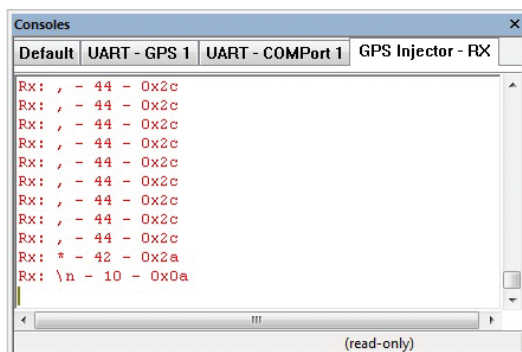 Consoles
Default UART - GPS 1 UART - COMPort 1 GPS Injector - RX
Rx: , - 44 - 0x2c
Rx: , - 44 - 0x2c
Rx: , - 44 - 0x2c
Rx: , - 44 - 0x2c
Rx: , - 44 - 0x2c
Rx: , - 44 - 0x2c
Rx: , - 44 - 0x2c
Rx: , - 44 - 0x2c
Rx: , - 44 - 0x2c
Rx: * - 42 - 0x2a
Rx: \n - 10 - 0x0a
(read-only)